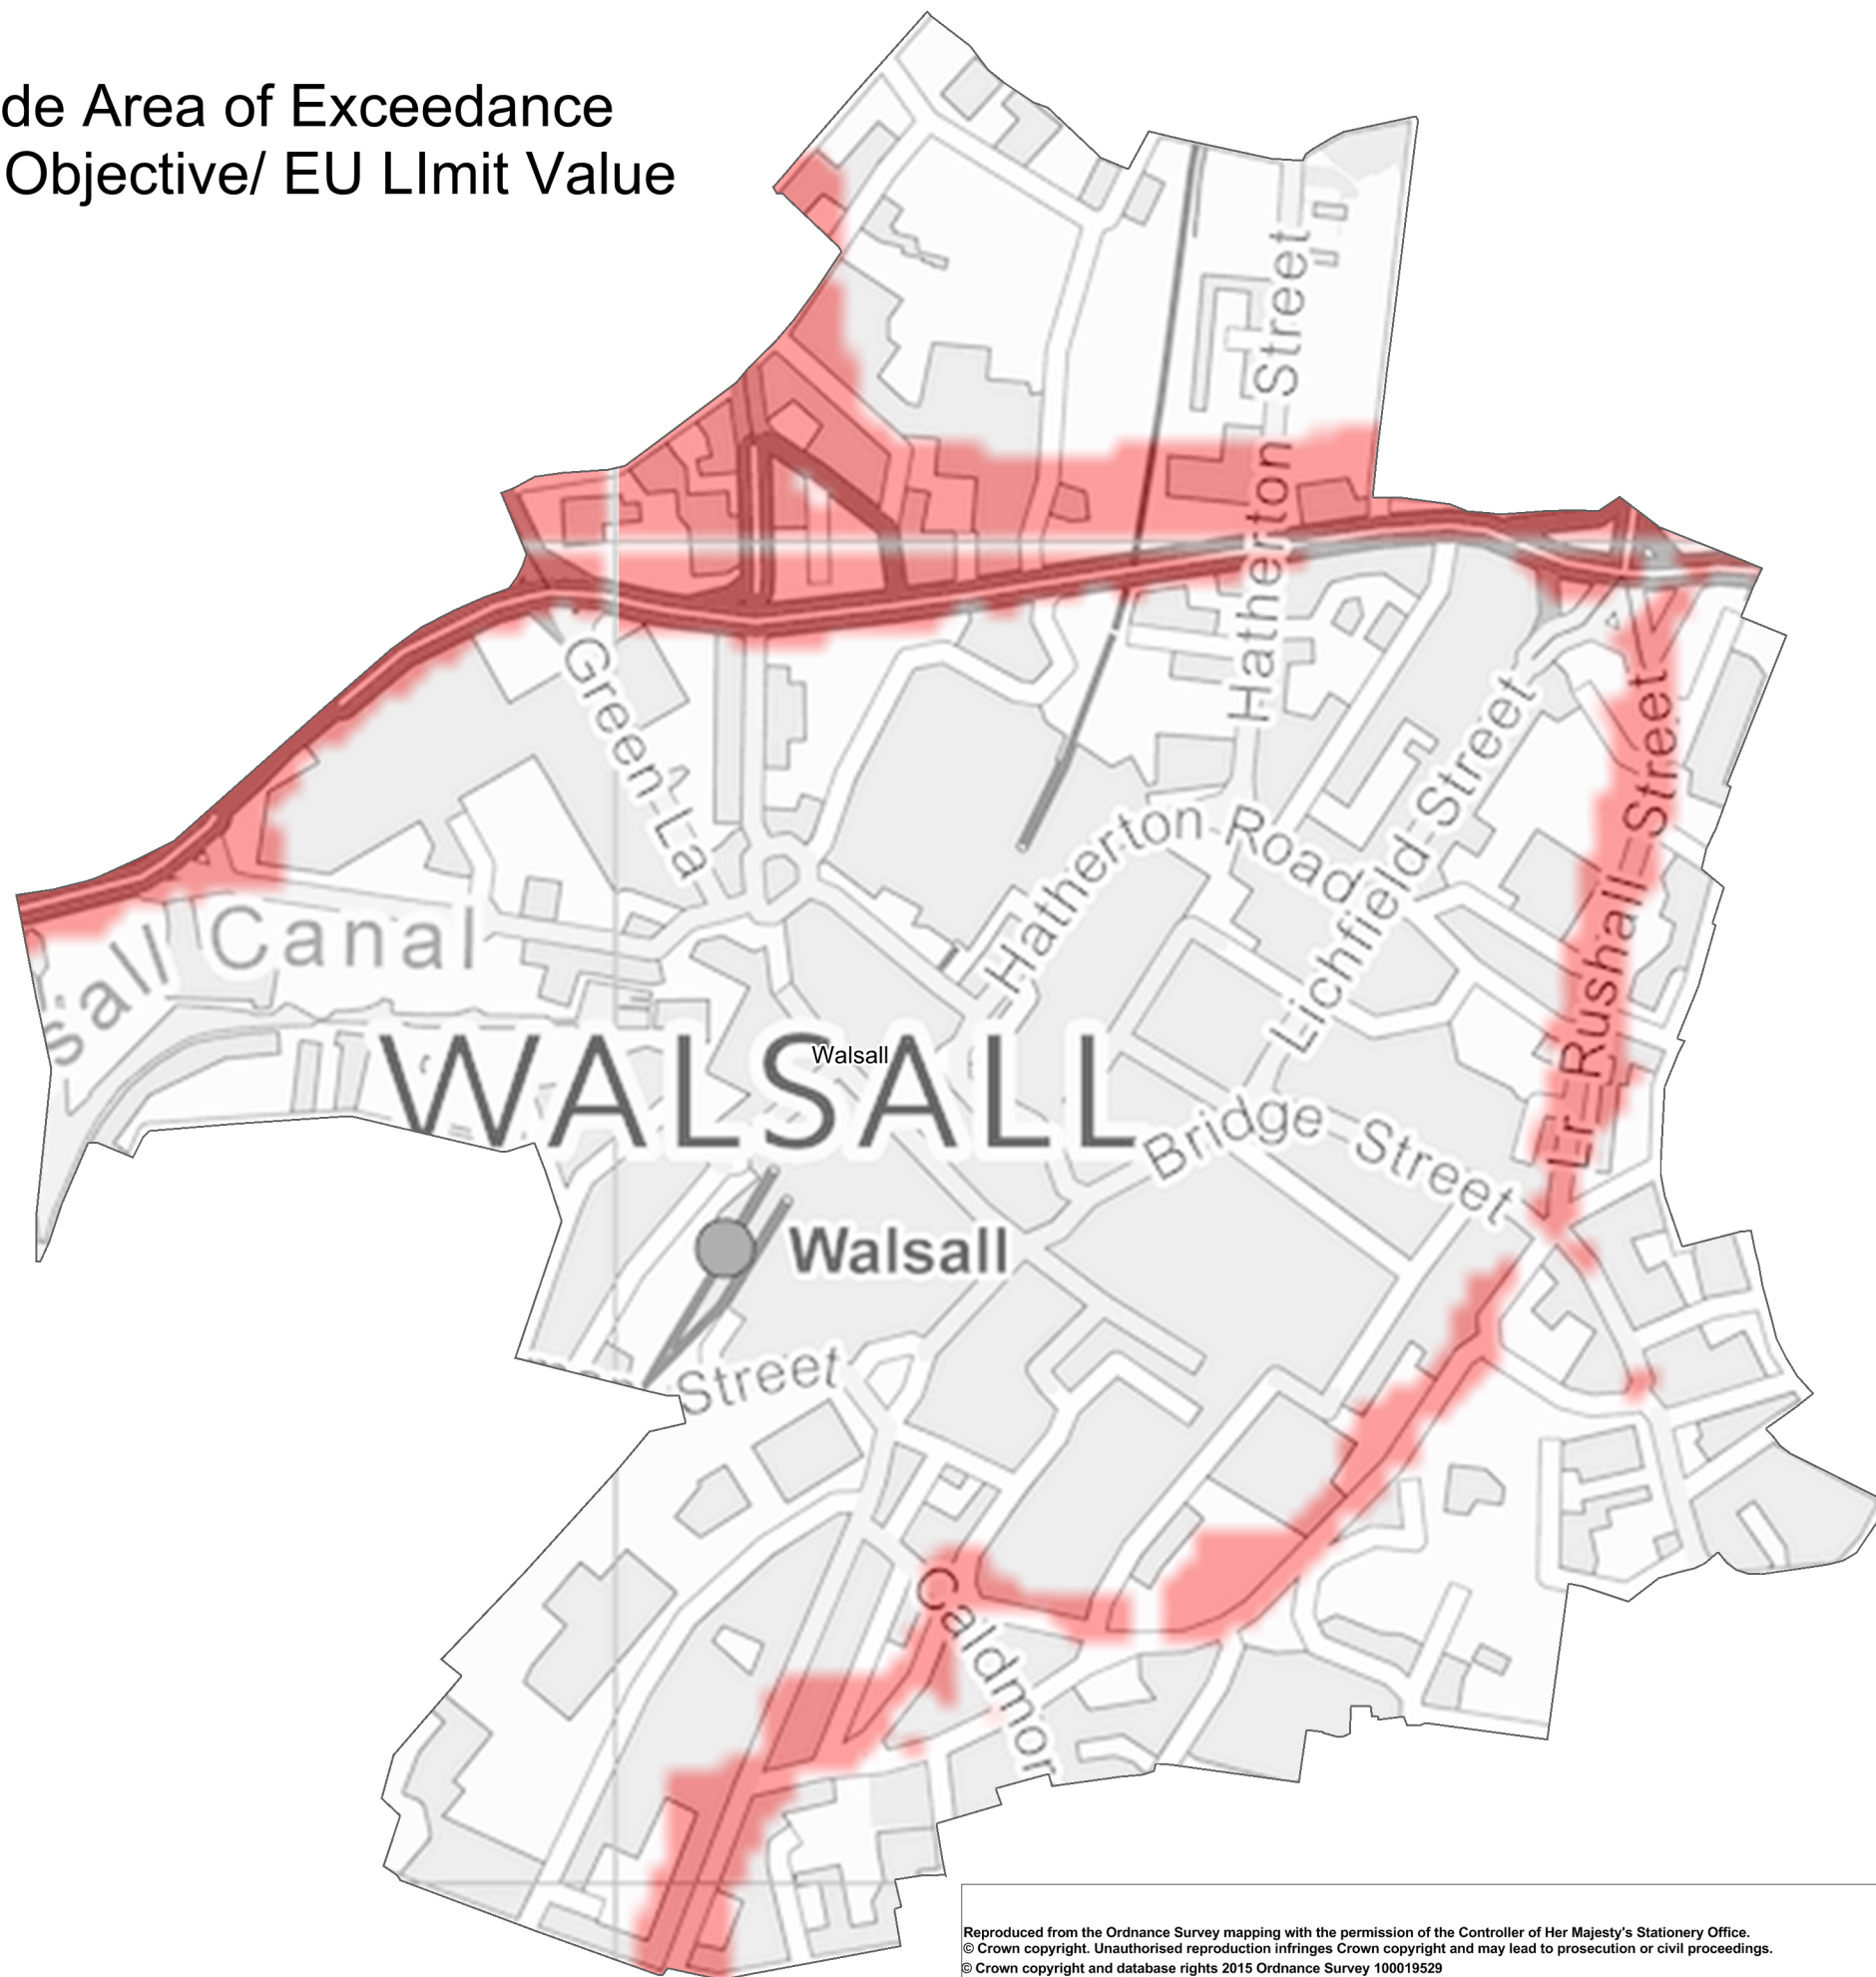 de Area of Exceedance
Objective/ EU LImit Value
Hatherton Street
Green La
Hatherton Road
Lichfield Street
Lr Rushall Street
sall Canal
WALSALL
Walsall
Bridge Street
Walsall
Street
Caldmor
Reproduced from the Ordnance Survey mapping with the permission of the Controller of Her Majesty's Stationery Office.
© Crown copyright. Unauthorised reproduction infringes Crown copyright and may lead to prosecution or civil proceedings.
© Crown copyright and database rights 2015 Ordnance Survey 100019529